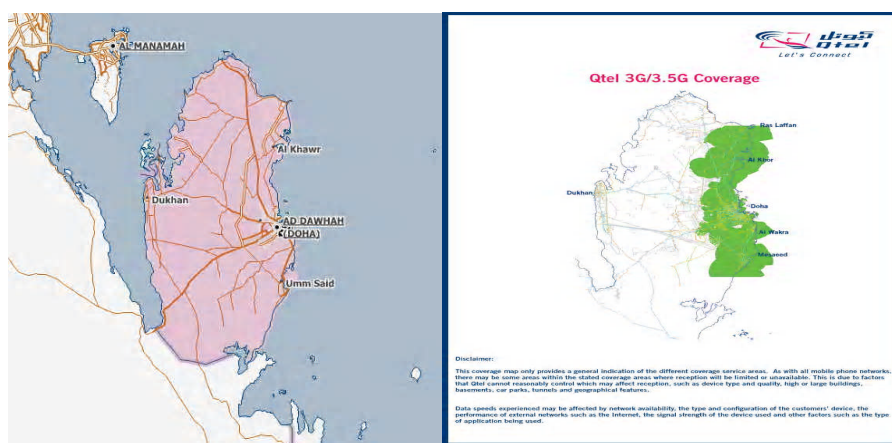 AL MANAMAH
Al Khawr
Dukhan
AD DAWHAH
(DOHA)
Umm Said
كيوتل
Qtel
Let's Connect
Qtel 3G/3.5G Coverage
Ras Laffan
Al Khor
Dukhan
Doha
Al Wakra
Mesaeed
Disclaimer:
This coverage map only provides a general indication of the different coverage service areas. As with all mobile phone networks,
there may be some areas within the stated coverage areas where reception will be limited or unavailable. This is due to factors
that Qtel cannot reasonably control which may affect reception, such as device type and quality, high or large buildings,
basements, car parks, tunnels and geographical features.
Data speeds experienced may be affected by network availability, the type and configuration of the customers' device, the
performance of external networks such as the Internet, the signal strength of the device used and other factors such as the type
of application being used.